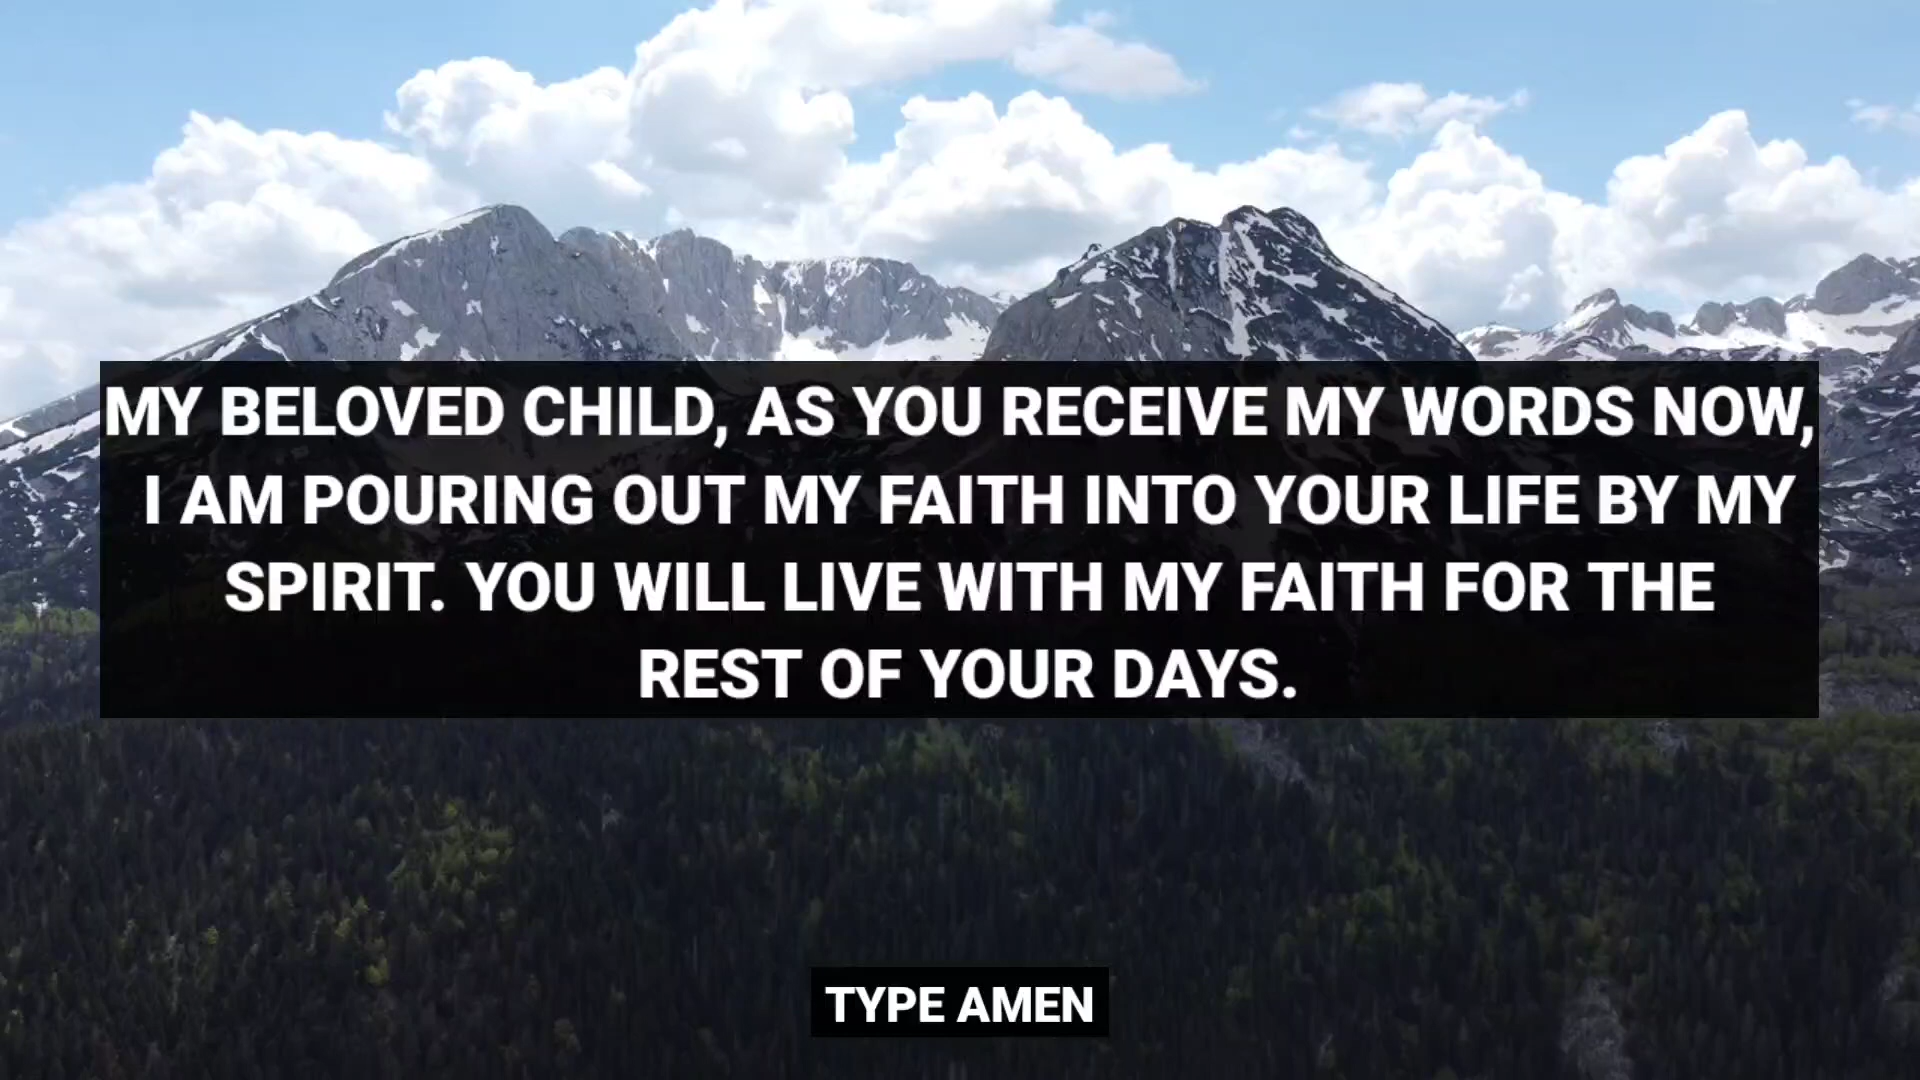 MY BELOVED CHILD, AS YOU RECEIVE MY WORDS NOW,
I AM POURING OUT MY FAITH INTO YOUR LIFE BY MY
SPIRIT. YOU WILL LIVE WITH MY FAITH FOR THE
REST OF YOUR DAYS.
TYPE AMEN